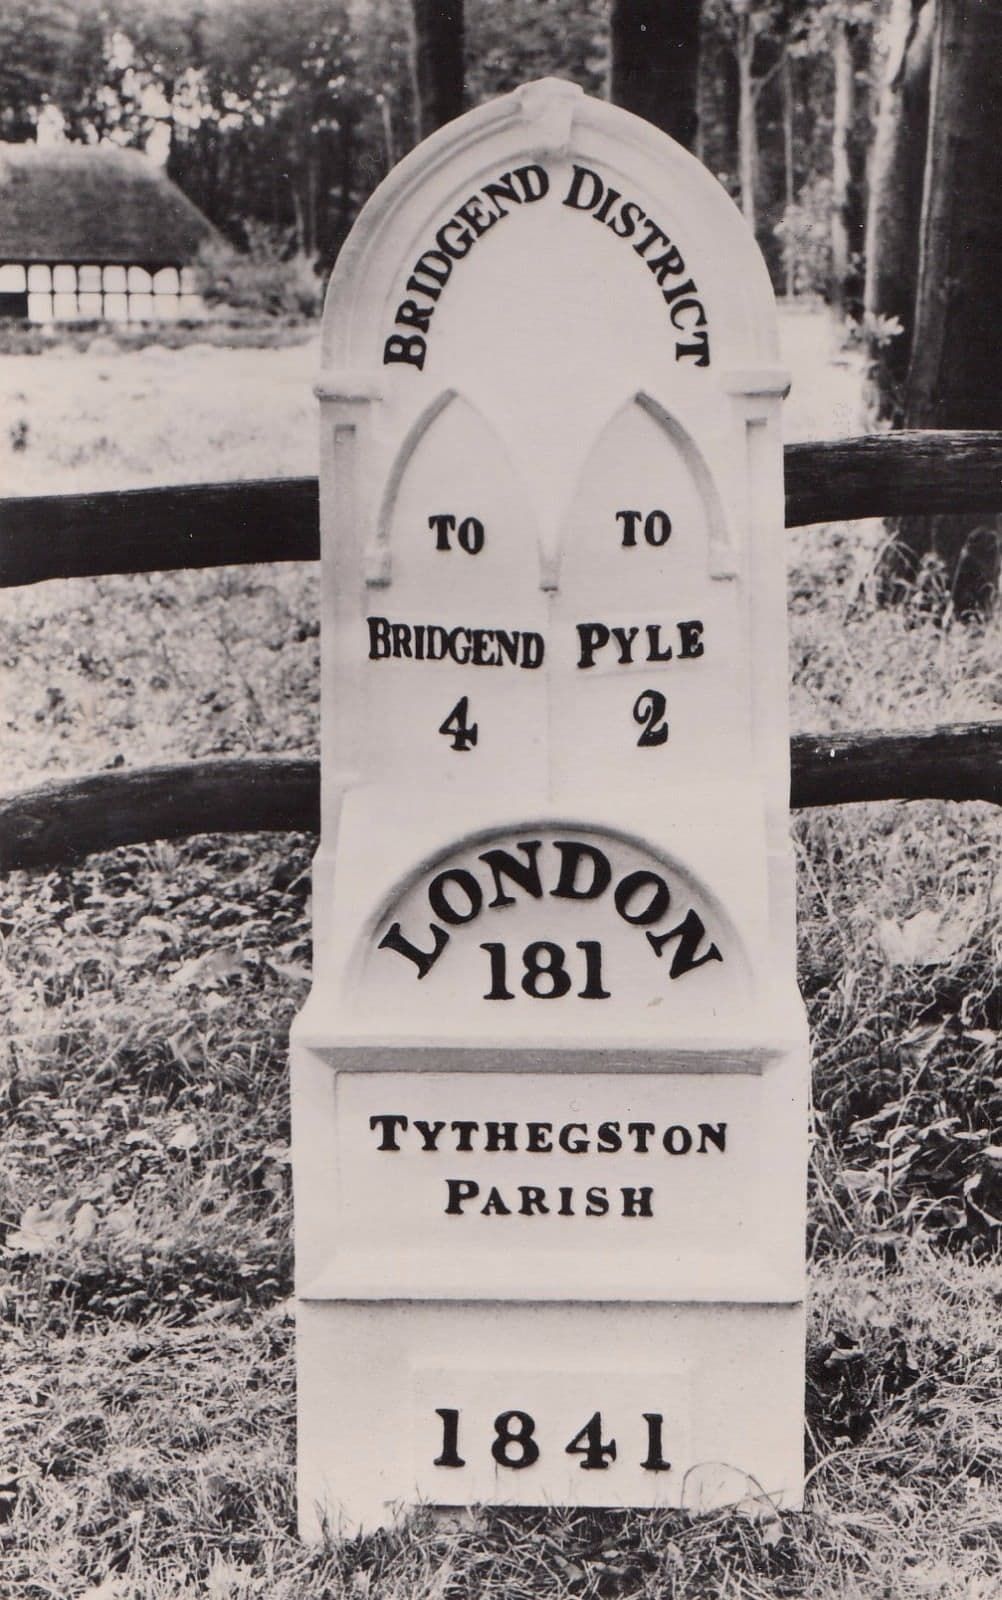 BRIDGEND DISTRICT
TO
BRIDGEND
4
TO
PYLE
2
LONDON
181
TYTHEGSTON
PARISH
1841